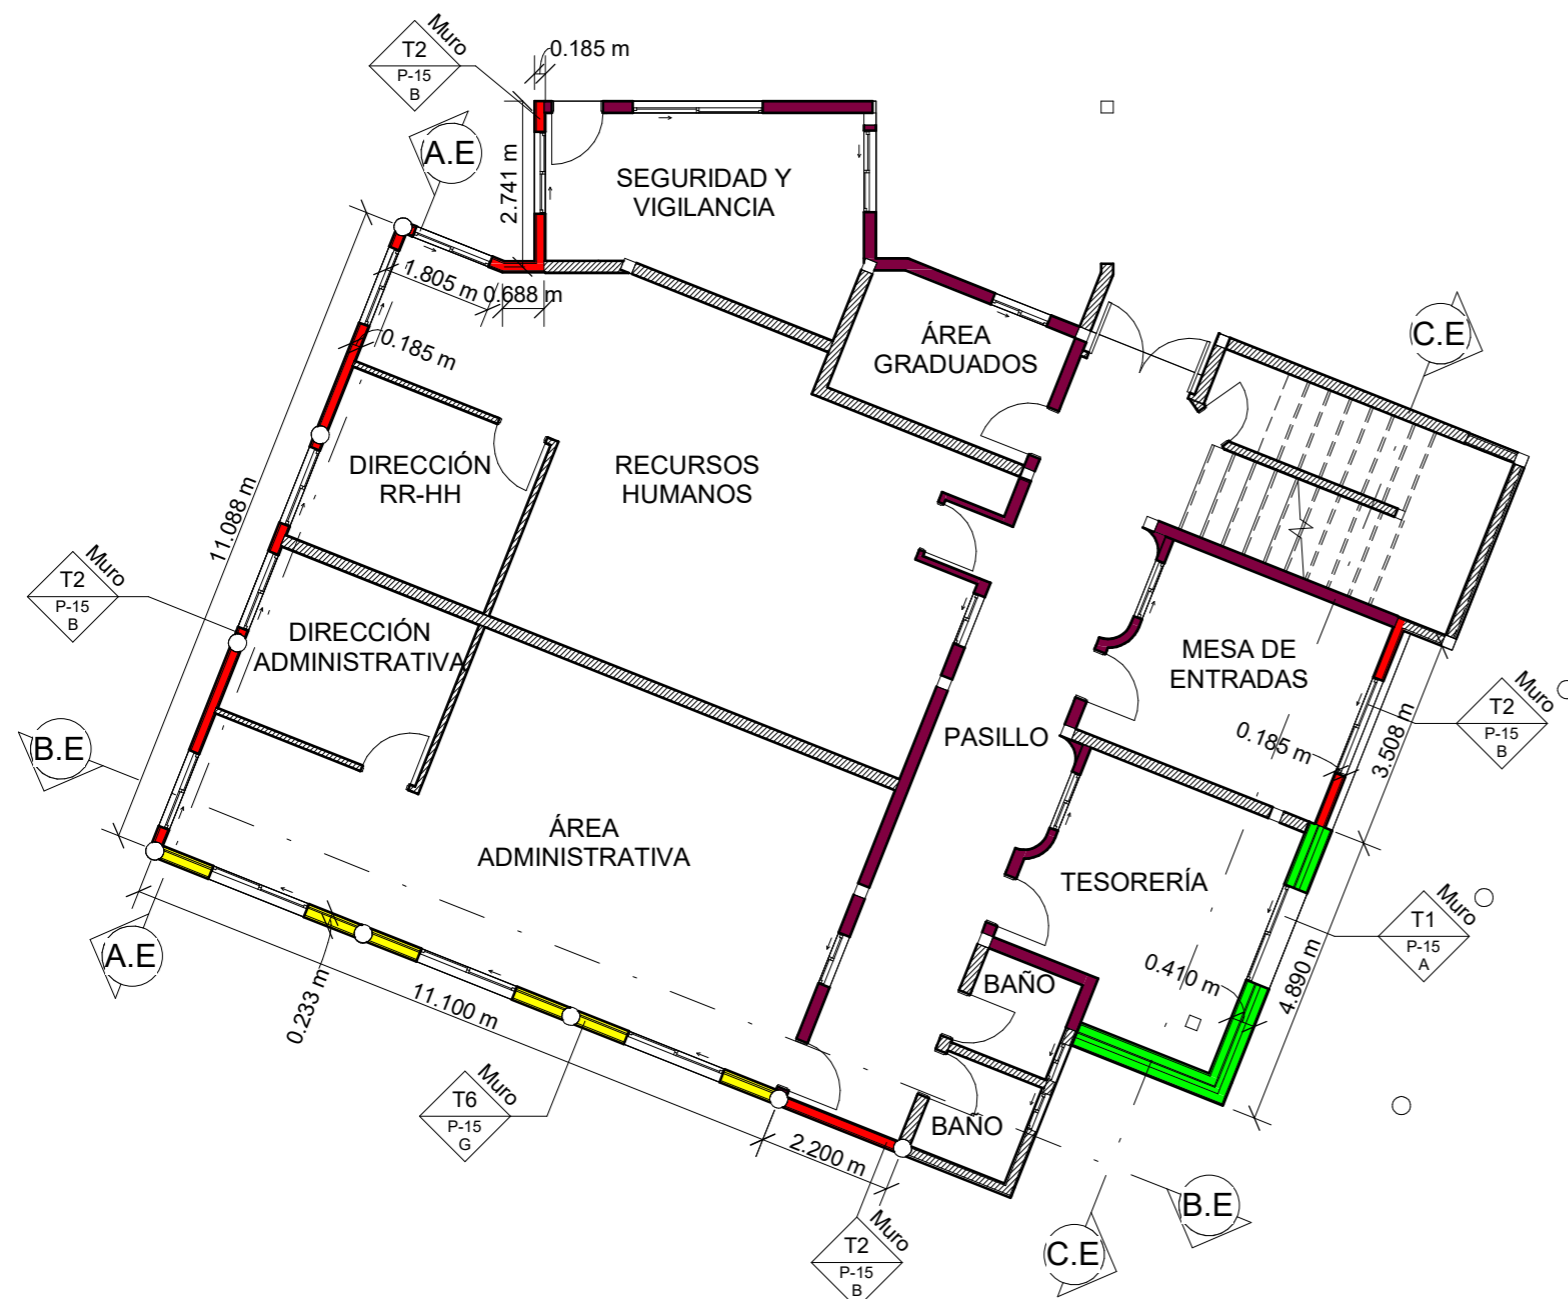 Muro
T2
P-15
B
0.185 m
A.E
2.741 m
SEGURIDAD Y
VIGILANCIA
1.805 m
0.688 m
0.185 m
ÁREA
GRADUADOS
C.E
DIRECCIÓN
RR-HH
RECURSOS
HUMANOS
11.088 m
Muro
T2
P-15
B
DIRECCIÓN
ADMINISTRATIVA
MESA DE
ENTRADAS
Muro
T2
P-15
B
PASILLO
0.185 m
3.508 m
B.E
ÁREA
ADMINISTRATIVA
TESORERÍA
Muro
T1
P-15
A
A.E
0.233 m
11.100 m
BAÑO
0.410 m
4.890 m
Muro
T6
P-15
G
BAÑO
2.200 m
Muro
T2
P-15
B
B.E
C.E